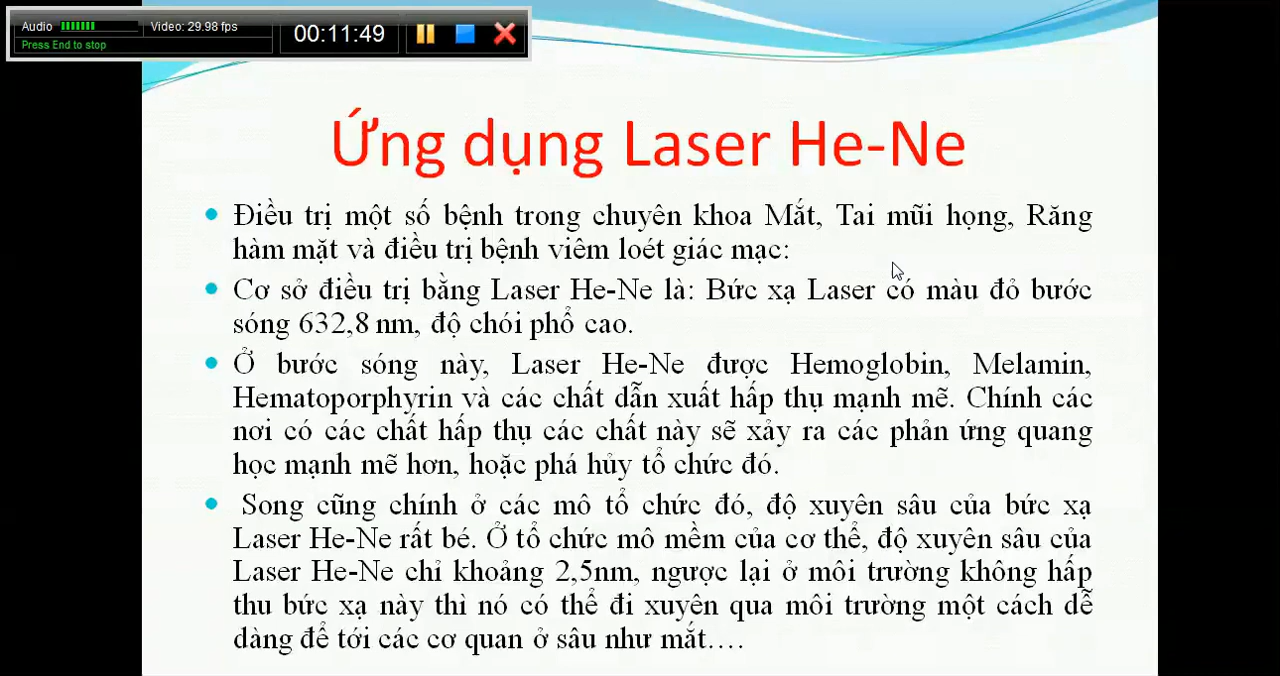 Audio
Video: 29.98 fps
Press End to stop
00:11:49
Ứng dụng Laser He-Ne
Điều trị một số bệnh trong chuyên khoa Mắt, Tai mũi họng, Răng
hàm mặt và điều trị bệnh viêm loét giác mạc:
Cơ sở điều trị bằng Laser He-Ne là: Bức xạ Laser có màu đỏ bước
sóng 632,8 nm, độ chói phổ cao.
Ở bước sóng này, Laser He-Ne được Hemoglobin, Melamin,
Hematoporphyrin và các chất dẫn xuất hấp thụ mạnh mẽ. Chính các
nơi có các chất hấp thụ các chất này sẽ xảy ra các phản ứng quang
học mạnh mẽ hơn, hoặc phá hủy tổ chức đó.
Song cũng chính ở các mô tổ chức đó, độ xuyên sâu của bức xạ
Laser He-Ne rất bé. Ở tổ chức mô mềm của cơ thể, độ xuyên sâu của
Laser He-Ne chỉ khoảng 2,5nm, ngược lại ở môi trường không hấp
thu bức xạ này thì nó có thể đi xuyên qua môi trường một cách dễ
dàng để tới các cơ quan ở sâu như mắt….